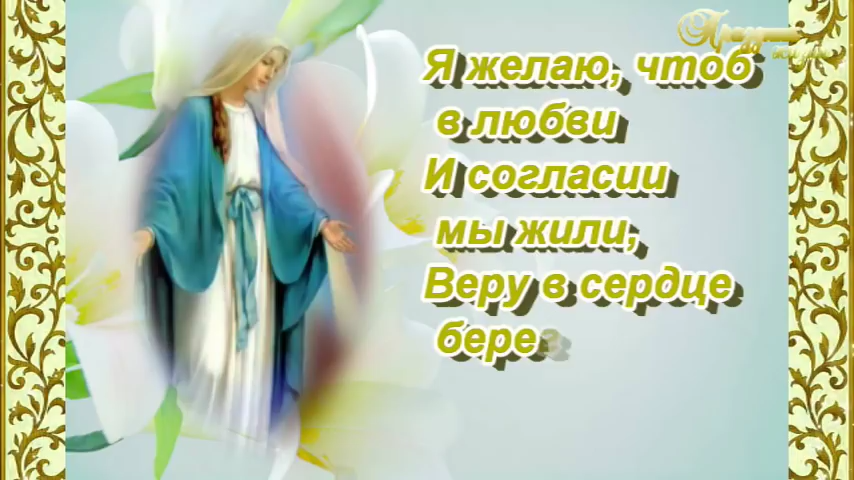 Я желаю, чтоб
в любви
И согласии
мы жили,
Веру в сердце
бере